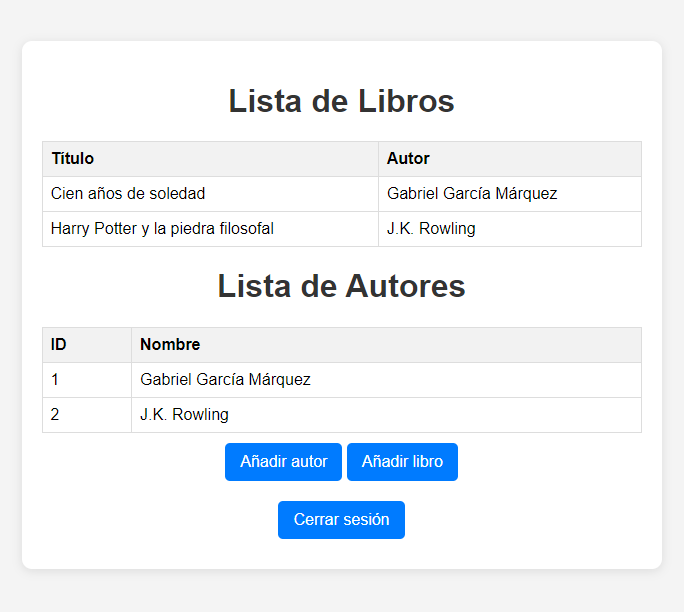 Lista de Libros
Título Autor
Cien años de soledad Gabriel García Márquez
Harry Potter y la piedra filosofal J.K. Rowling
Lista de Autores
ID Nombre
1 Gabriel García Márquez
2 J.K. Rowling
Añadir autor Añadir libro
Cerrar sesión